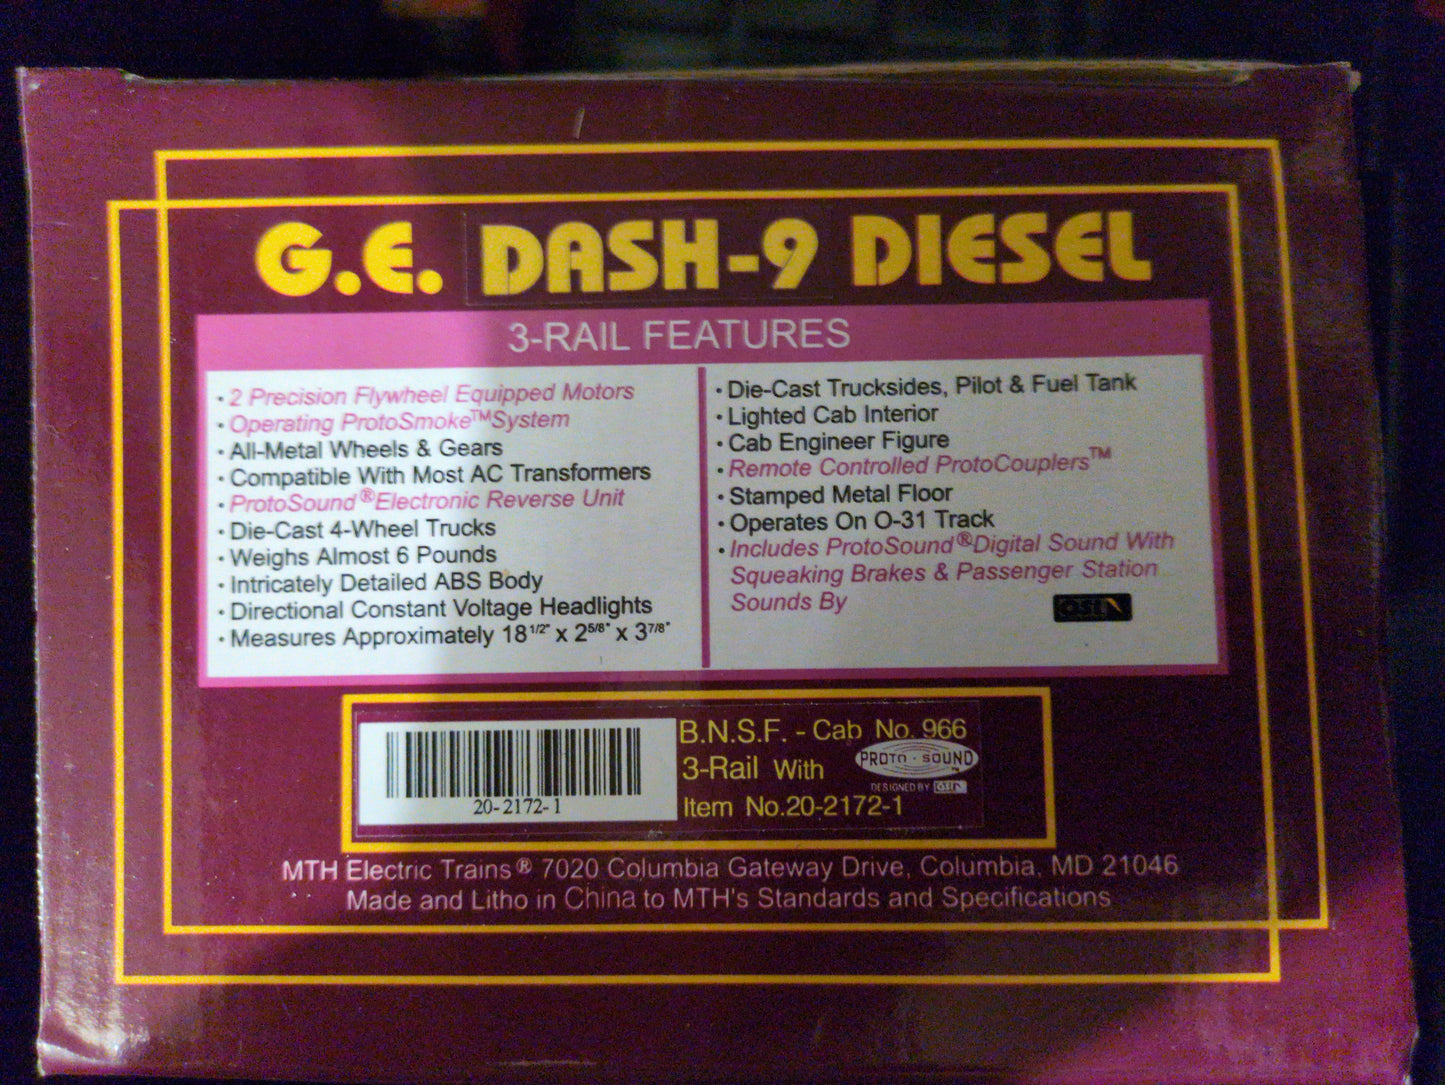 G.E. DASH-9 DIESEL
3-RAIL FEATURES
· 2 Precision Flywheel Equipped Motors
· Operating ProtoSmoke™System
· All-Metal Wheels & Gears
· Compatible With Most AC Transformers
· ProtoSound®Electronic Reverse Unit
· Die-Cast 4-Wheel Trucks
· Weighs Almost 6 Pounds
· Intricately Detailed ABS Body
· Directional Constant Voltage Headlights
· Measures Approximately 18 1/2" x 2 5/8" x 3 7/8"
· Die-Cast Trucksides, Pilot & Fuel Tank
· Lighted Cab Interior
· Cab Engineer Figure
· Remote Controlled ProtoCouplers™
· Stamped Metal Floor
· Operates On O-31 Track
· Includes ProtoSound®Digital Sound With
Squeaking Brakes & Passenger Station
Sounds By QSI
20-2172-1
B.N.S.F. - Cab No. 966
3-Rail With PROTO-SOUND™
DESIGNED BY QSI
Item No.20-2172-1
MTH Electric Trains® 7020 Columbia Gateway Drive, Columbia, MD 21046
Made and Litho in China to MTH's Standards and Specifications